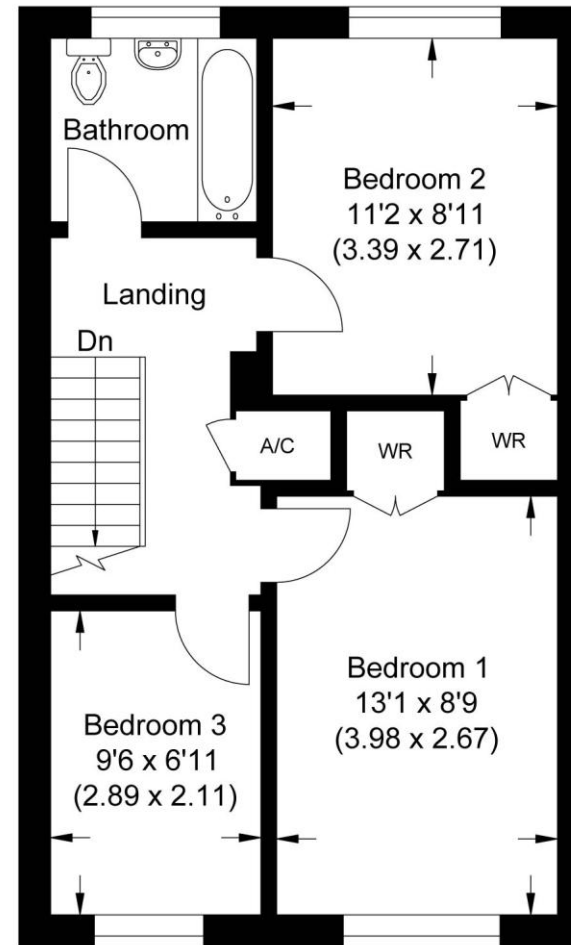 Bathroom
Bedroom 2
11'2 x 8'11
(3.39 x 2.71)
Landing
Dn
A/C
WR
WR
Bedroom 1
13'1 x 8'9
(3.98 x 2.67)
Bedroom 3
9'6 x 6'11
(2.89 x 2.11)